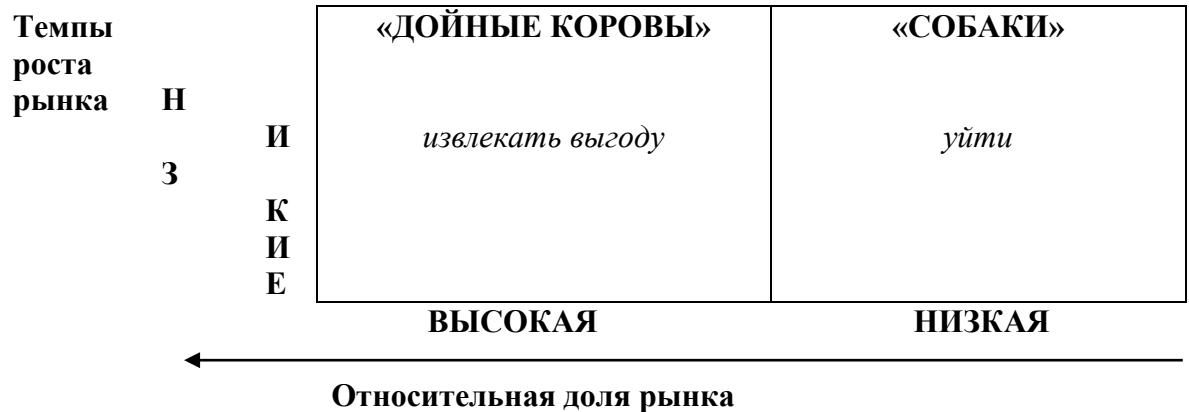 Темпы «ДОЙНЫЕ КОРОВЫ» «СОБАКИ»
роста
рынка Н
И извлекать выгоду уйти
З
К
И
Е
ВЫСОКАЯ НИЗКАЯ
Относительная доля рынка